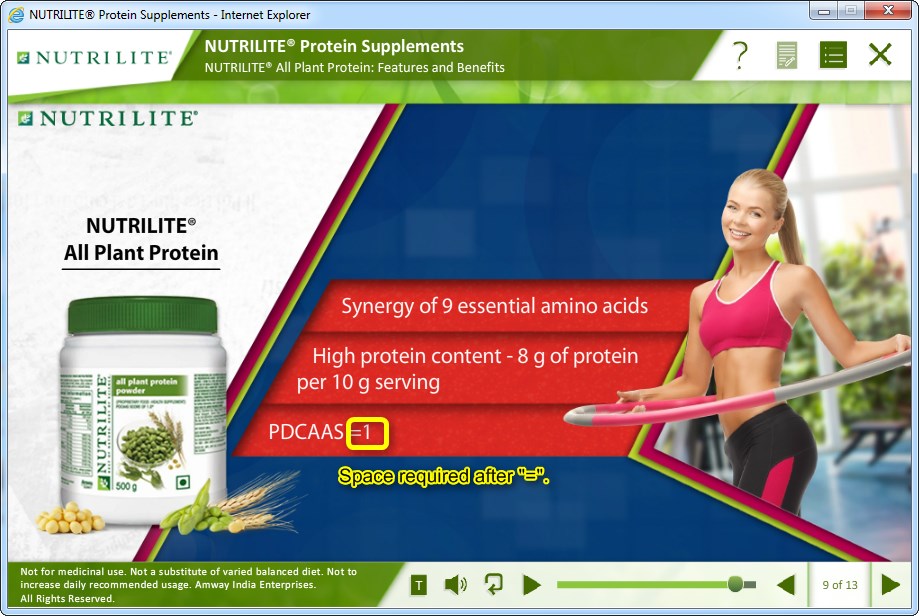 NUTRILITE® Protein Supplements - Internet Explorer
NUTRILITE®
NUTRILITE® Protein Supplements
NUTRILITE® All Plant Protein: Features and Benefits
?
NUTRILITE®
NUTRILITE®
All Plant Protein
Synergy of 9 essential amino acids
High protein content - 8 g of protein
per 10 g serving
PDCAAS =1
Space required after "=".
all plant protein
powder
NUTRILITE
500 g
Not for medicinal use. Not a substitute of varied balanced diet. Not to
increase daily recommended usage. Amway India Enterprises.
All Rights Reserved.
T
9 of 13